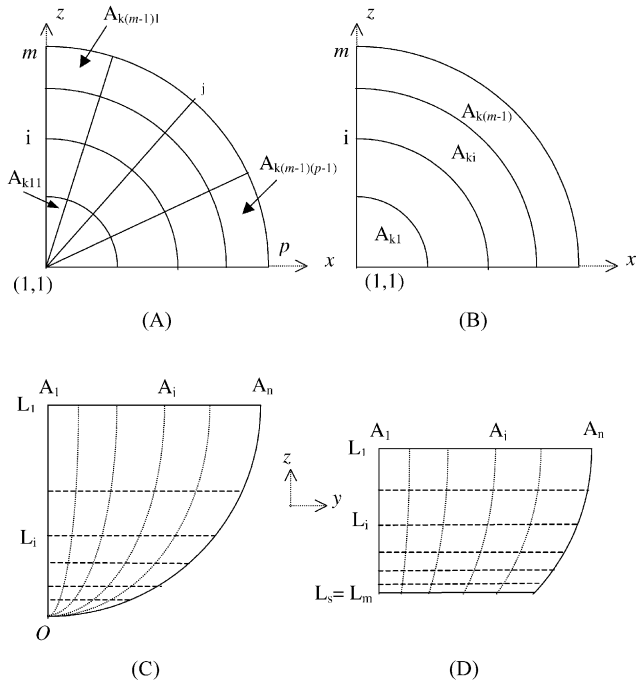 z A_k(m-1)1
m
j
i
A_k11
A_k(m-1)(p-1)
p x
(1,1)
(A)
z
m
A_k(m-1)
i
A_ki
A_k1
x
(1,1)
(B)
A_1 A_i A_n
L_1
L_i
O
(C)
z
y
A_1 A_i A_n
L_1
L_i
L_s= L_m
(D)